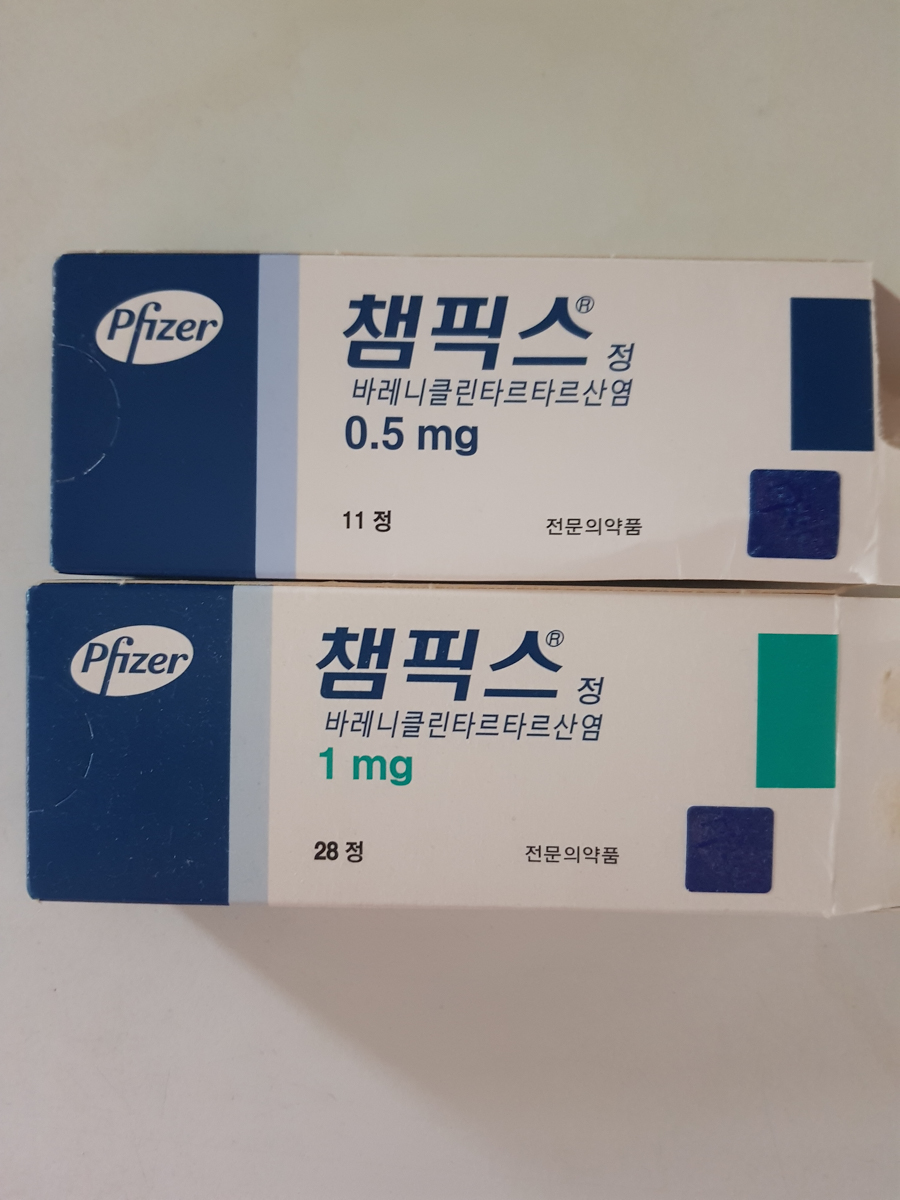 Pfizer
챔픽스® 정
바레니클린타르타르산염
0.5 mg
11 정 전문의약품
Pfizer
챔픽스® 정
바레니클린타르타르산염
1 mg
28 정 전문의약품